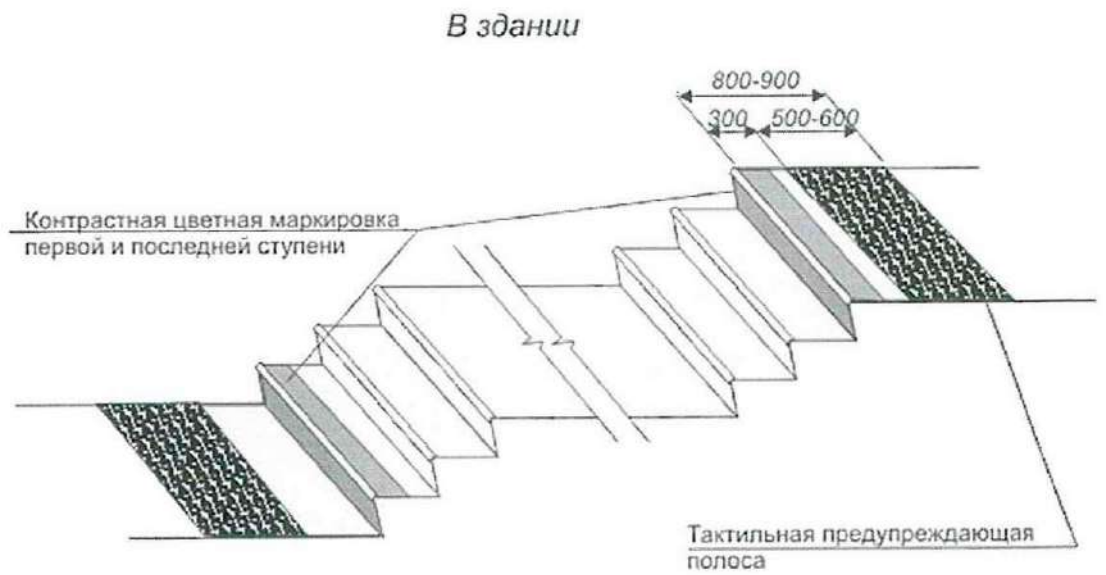 В здании
800-900
300 500-600
Контрастная цветная маркировка
первой и последней ступени
Тактильная предупреждающая
полоса